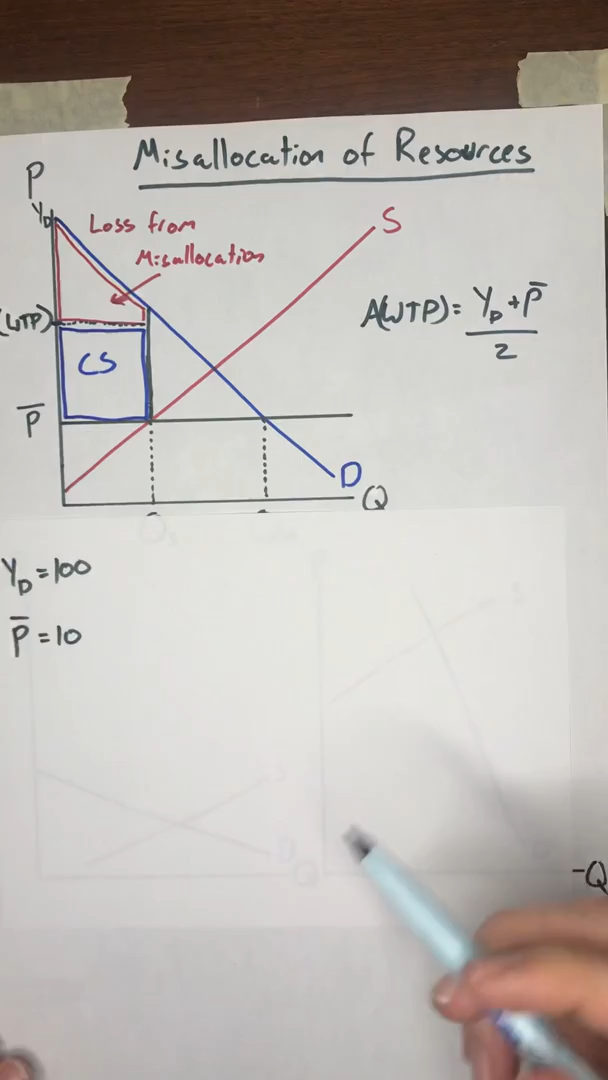 Misallocation of Resources
P
Y_D
Loss from
Misallocation
S
A(WTP) = Y_D + P̅
2
(WTP)
CS
P̅
D
Q
Y_D = 100
P̅ = 10
-Q